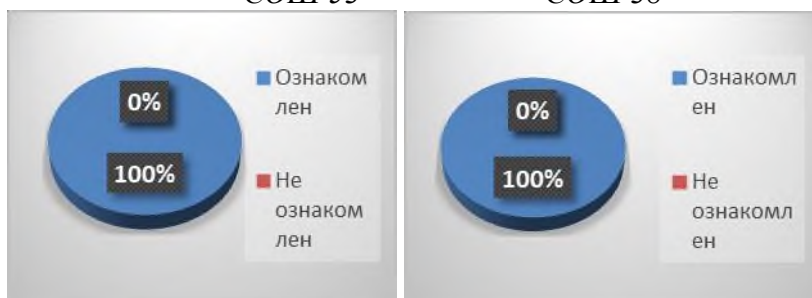 0%
100%
Ознаком
лен
Не
ознаком
лен
0%
100%
Ознакомл
ен
Не
ознакомл
ен